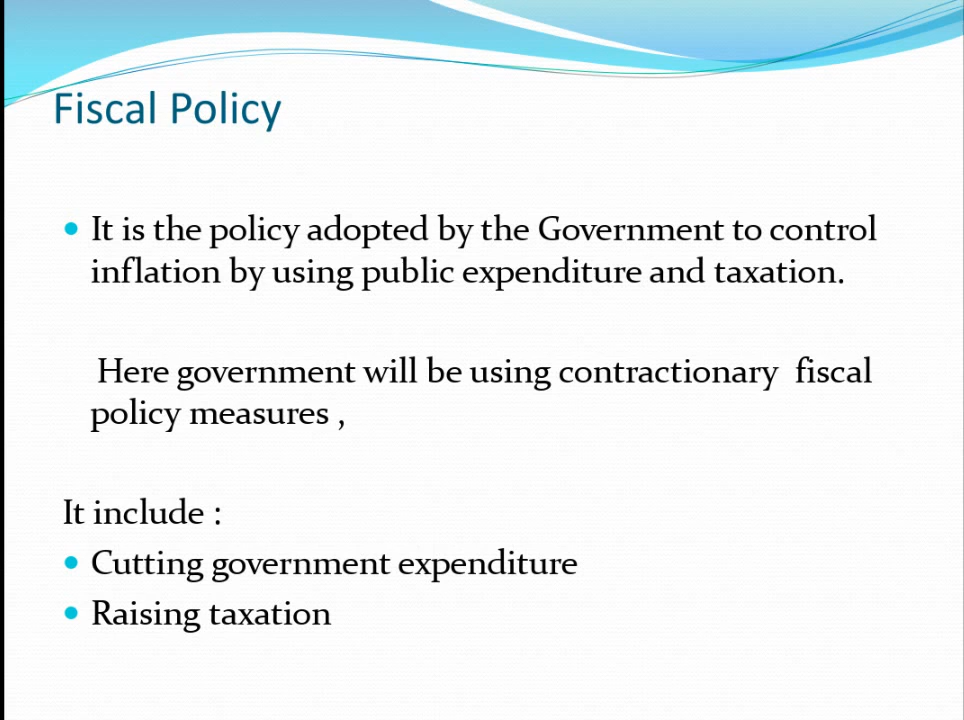 Fiscal Policy
It is the policy adopted by the Government to control
inflation by using public expenditure and taxation.
Here government will be using contractionary  fiscal
policy measures ,
It include :
Cutting government expenditure
Raising taxation